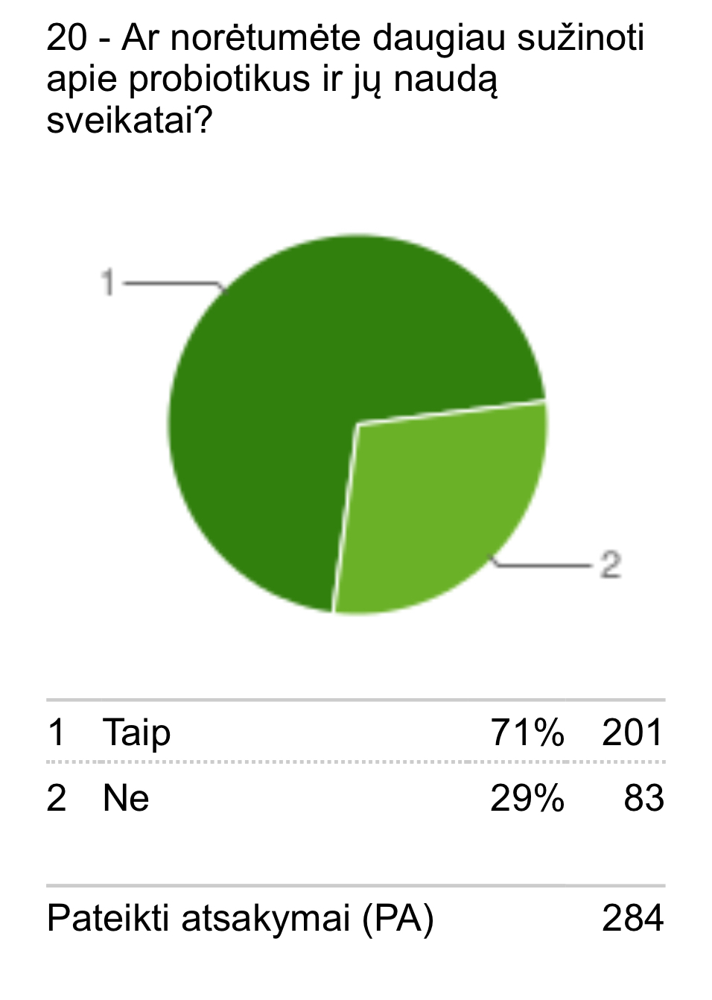 20 - Ar norėtumėte daugiau sužinoti
apie probiotikus ir jų naudą
sveikatai?
1
2
1 Taip 71% 201
2 Ne 29% 83
Pateikti atsakymai (PA) 284